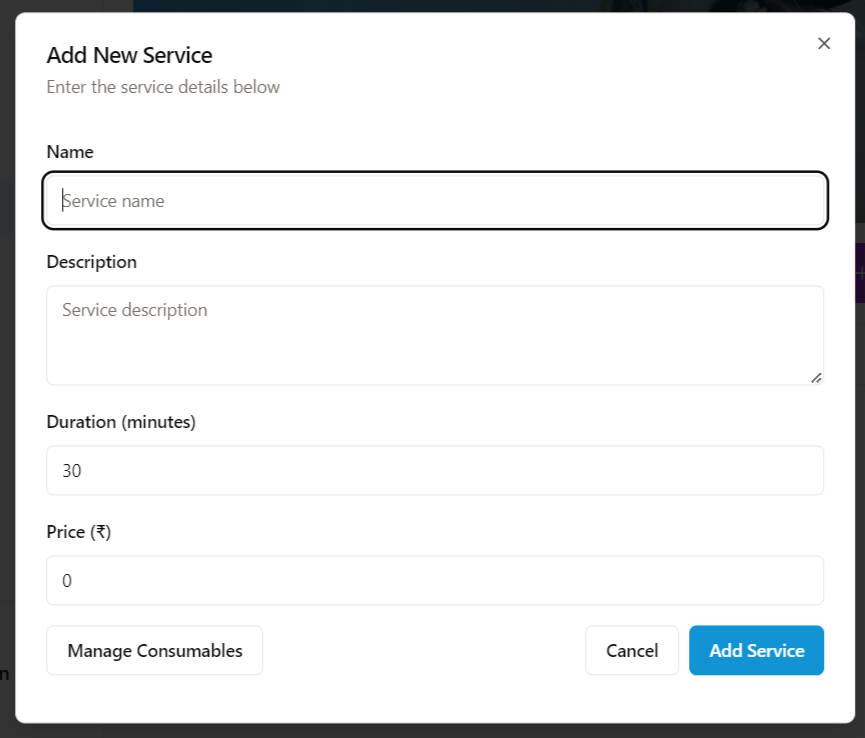 Add New Service
Enter the service details below
Name
Service name
Description
Service description
Duration (minutes)
30
Price (₹)
0
Manage Consumables
Cancel
Add Service
n